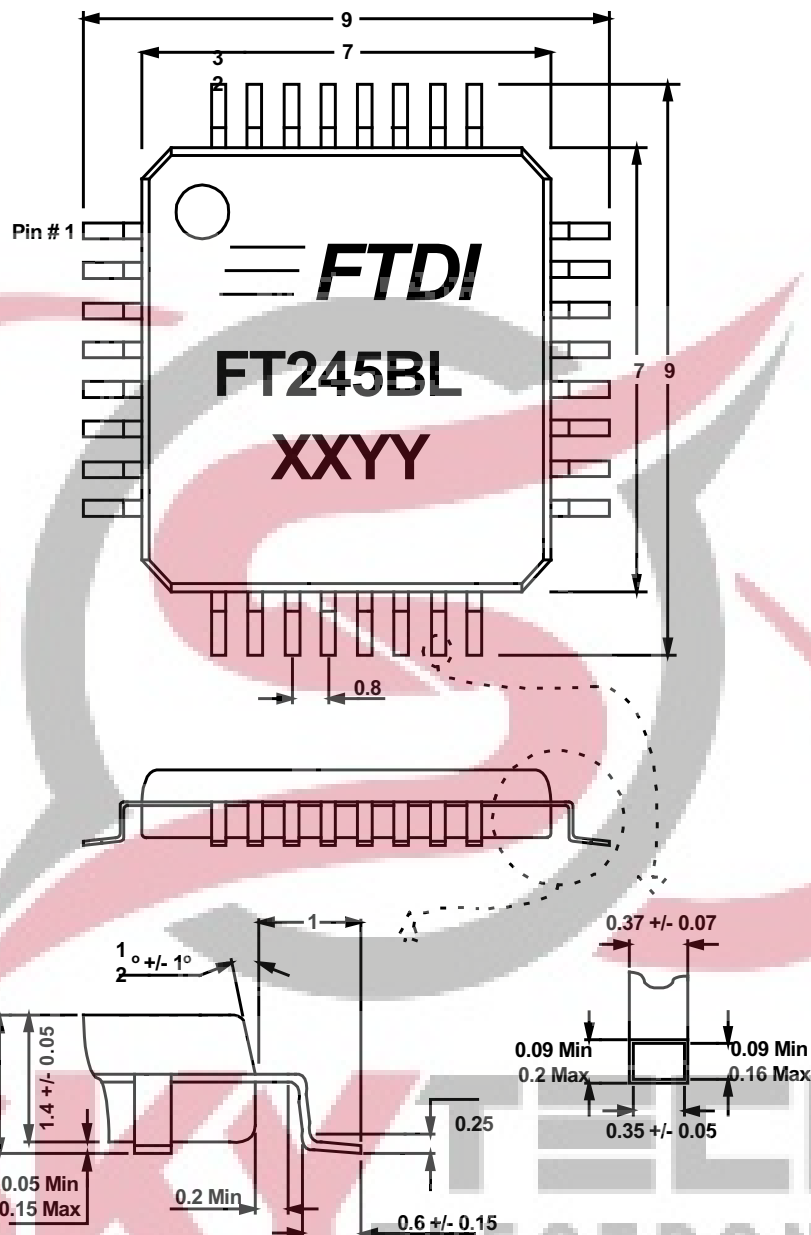 9
7
3
2
Pin # 1
FTDI
FT245BL
XXYY
7
9
0.8
1
1
2
° +/- 1°
0.37 +/- 0.07
1.4 +/- 0.05
0.09 Min
0.2 Max
0.09 Min
0.16 Max
0.25
0.35 +/- 0.05
0.05 Min
0.15 Max
0.2 Min
0.6 +/- 0.15